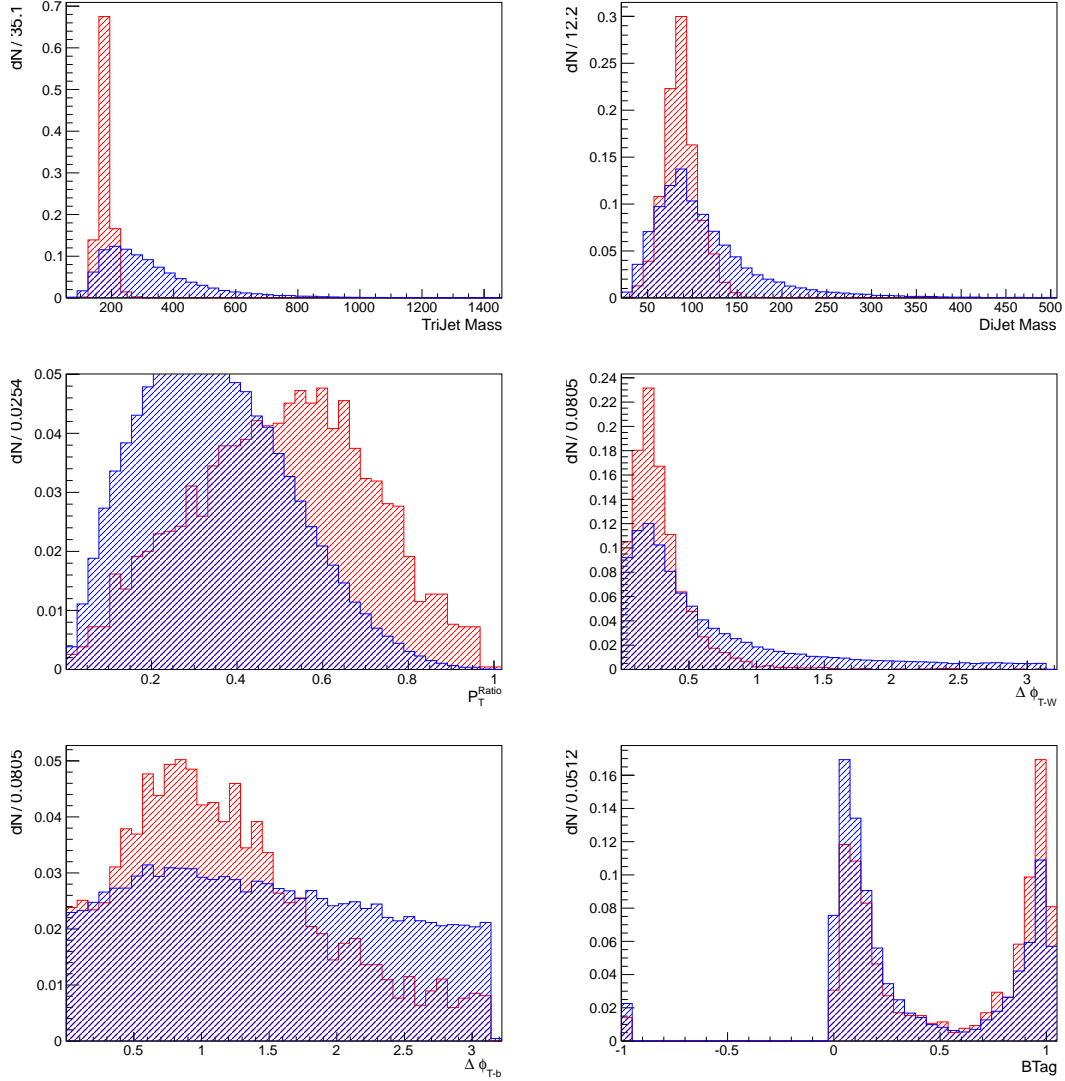 dN / 35.1
0.7
0.6
0.5
0.4
0.3
0.2
0.1
0
200 400 600 800 1000 1200 1400
TriJet Mass
dN / 12.2
0.3
0.25
0.2
0.15
0.1
0.05
0
50 100 150 200 250 300 350 400 450 500
DiJet Mass
dN / 0.0254
0.05
0.04
0.03
0.02
0.01
0
0.2 0.4 0.6 0.8 1
P_T^Ratio
dN / 0.0805
0.24
0.22
0.2
0.18
0.16
0.14
0.12
0.1
0.08
0.06
0.04
0.02
0
0.5 1 1.5 2 2.5 3
Δ ϕ_T-W
dN / 0.0805
0.05
0.04
0.03
0.02
0.01
0
0.5 1 1.5 2 2.5 3
Δ ϕ_T-b
dN / 0.0512
0.16
0.14
0.12
0.1
0.08
0.06
0.04
0.02
0
-1 -0.5 0 0.5 1
BTag